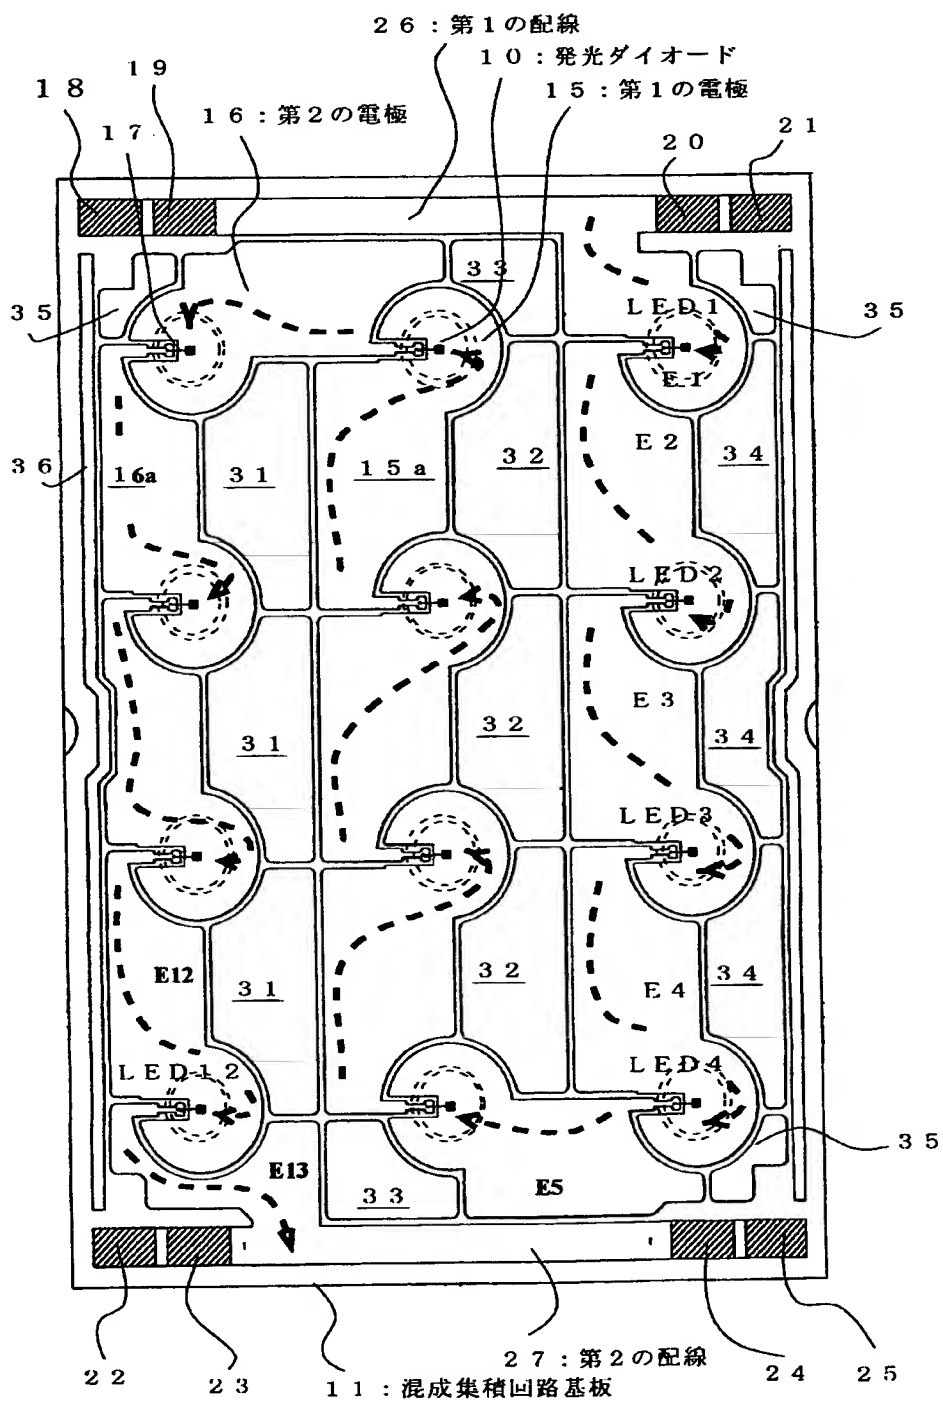 ２６：第１の配線
１０：発光ダイオード
１５：第１の電極
１９
１８
１６：第２の電極
１７
２１
２０
３３
３５
LED1
３５
E1
E２
３６
16a
３１
１５a
３２
３４
LED2
E３
３１
３２
３４
LED3
E12
３１
３２
E４
３４
LED１２
LED4
３５
E13
３３
E5
２２
２３
２７：第２の配線
２４
２５
１１：混成集積回路基板